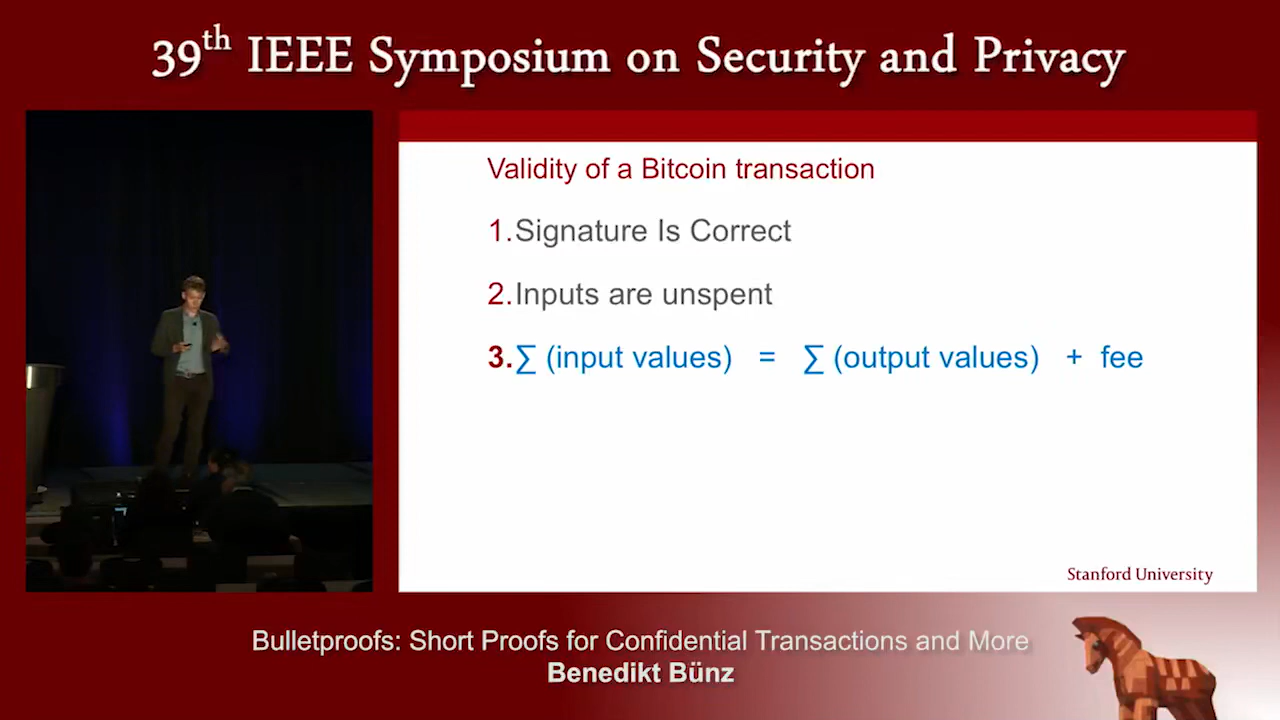 39th IEEE Symposium on Security and Privacy
Validity of a Bitcoin transaction
1.Signature Is Correct
2.Inputs are unspent
3.∑ (input values) = ∑ (output values) + fee
Stanford University
Bulletproofs: Short Proofs for Confidential Transactions and More
Benedikt Bünz